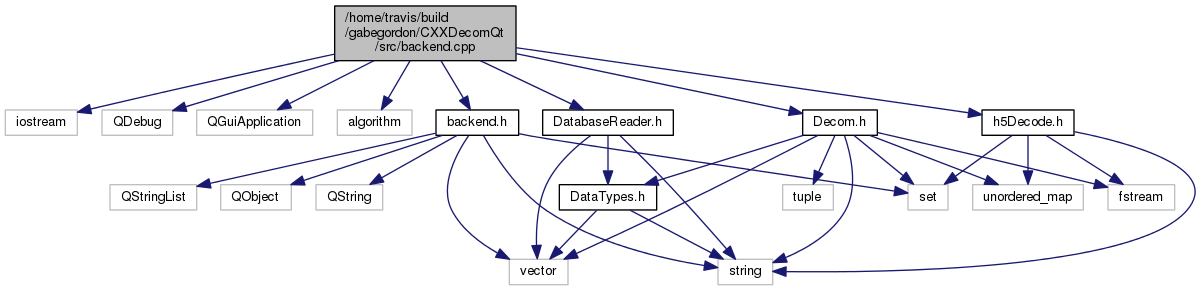 /home/travis/build
/gabegordon/CXXDecomQt
/src/backend.cpp
iostream
QDebug
QGuiApplication
algorithm
backend.h
DatabaseReader.h
Decom.h
h5Decode.h
QStringList
QObject
QString
DataTypes.h
tuple
set
unordered_map
fstream
vector
string